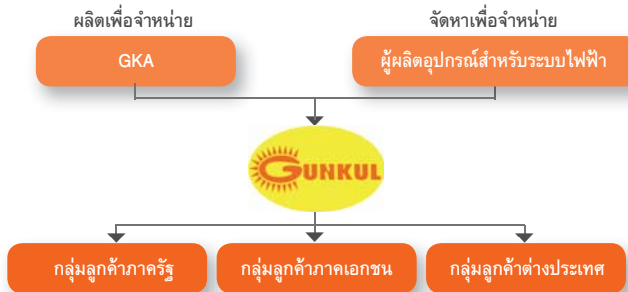 ผลิตเพื่อจำหน่าย
จัดหาเพื่อจำหน่าย
GKA
ผู้ผลิตอุปกรณ์สำหรับระบบไฟฟ้า
GUNKUL
กลุ่มลูกค้าภาครัฐ
กลุ่มลูกค้าภาคเอกชน
กลุ่มลูกค้าต่างประเทศ